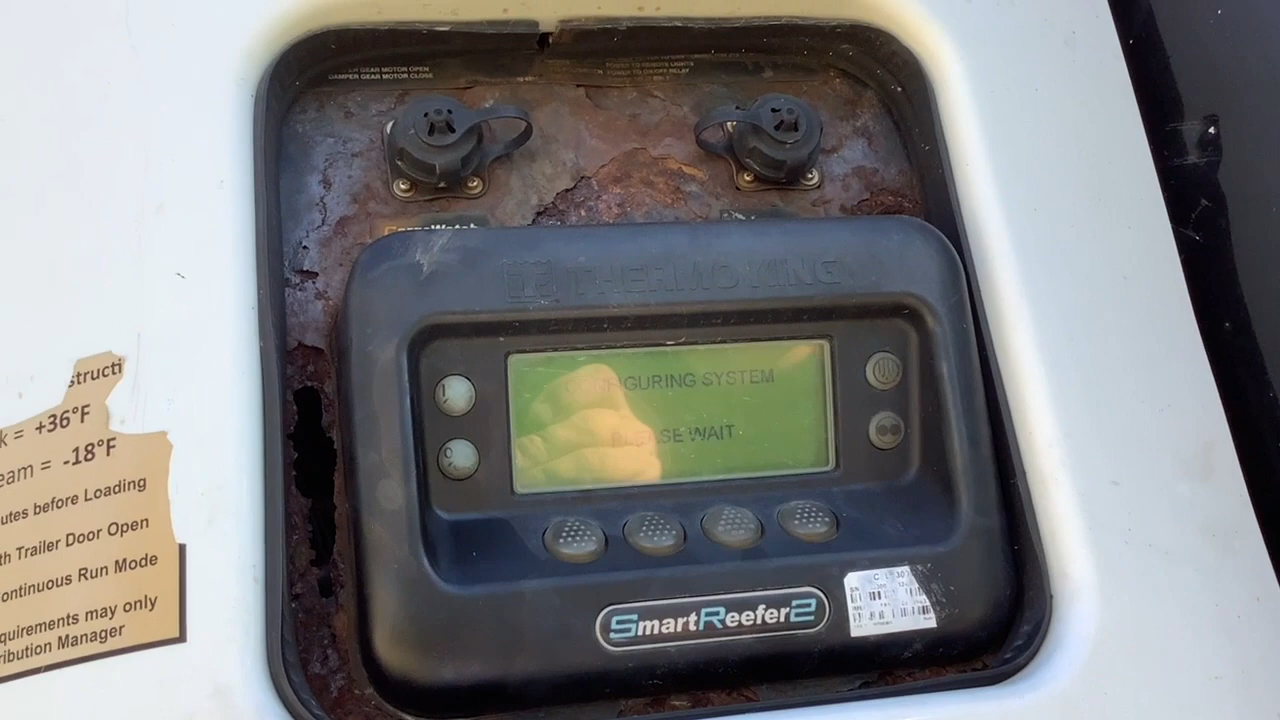 ER GEAR MOTOR OPEN
DAMPER GEAR MOTOR CLOSE
POWER TO REMOTE LIGHTS
POWER TO ON/OFF RELAY
THERMO KING
CONFIGURING SYSTEM
PLEASE WAIT
SmartReefer2
structi
k = +36°F
eam = -18°F
utes before Loading
th Trailer Door Open
ontinuous Run Mode
quirements may only
ribution Manager